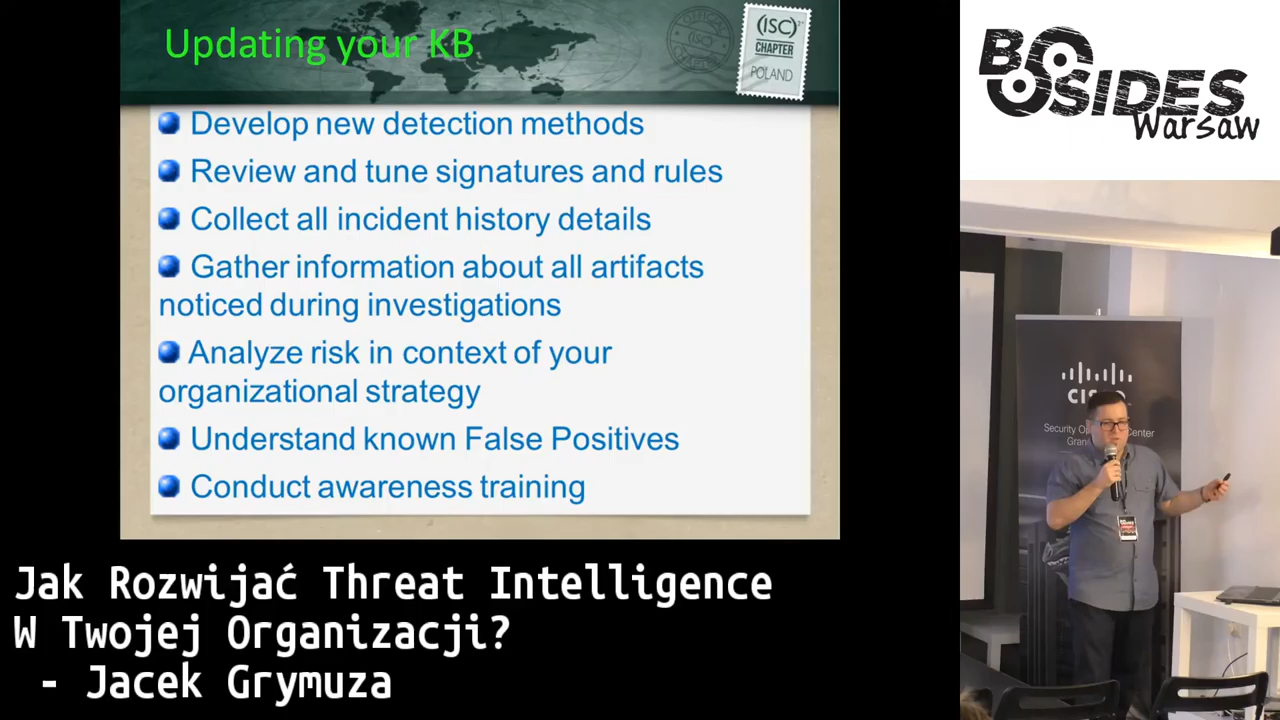 Updating your KB
(ISC)²
CHAPTER
POLAND
Develop new detection methods
Review and tune signatures and rules
Collect all incident history details
Gather information about all artifacts
noticed during investigations
Analyze risk in context of your
organizational strategy
Understand known False Positives
Conduct awareness training
BSIDES
Warsaw
CISCO
Jak Rozwijać Threat Intelligence
W Twojej Organizacji?
- Jacek Grymuza